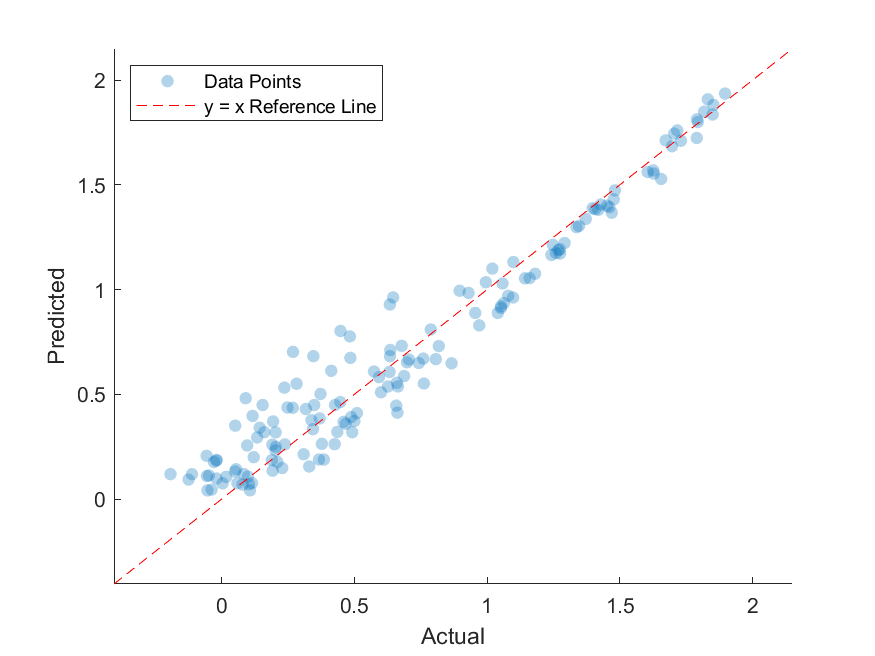 Data Points
y = x Reference Line
2
1.5
1
0.5
0
Predicted
0
0.5
1
1.5
2
Actual